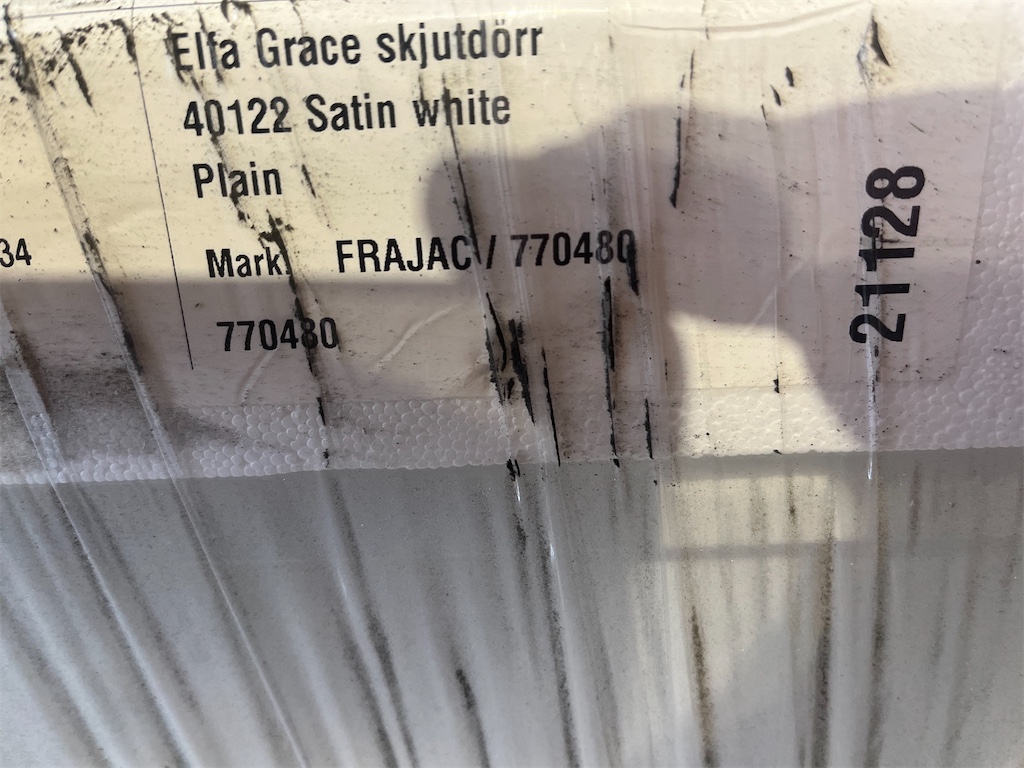 Elfa Grace skjutdörr
40122 Satin white
Plain
34
Mark: FRAJAC / 770480
770480
21128